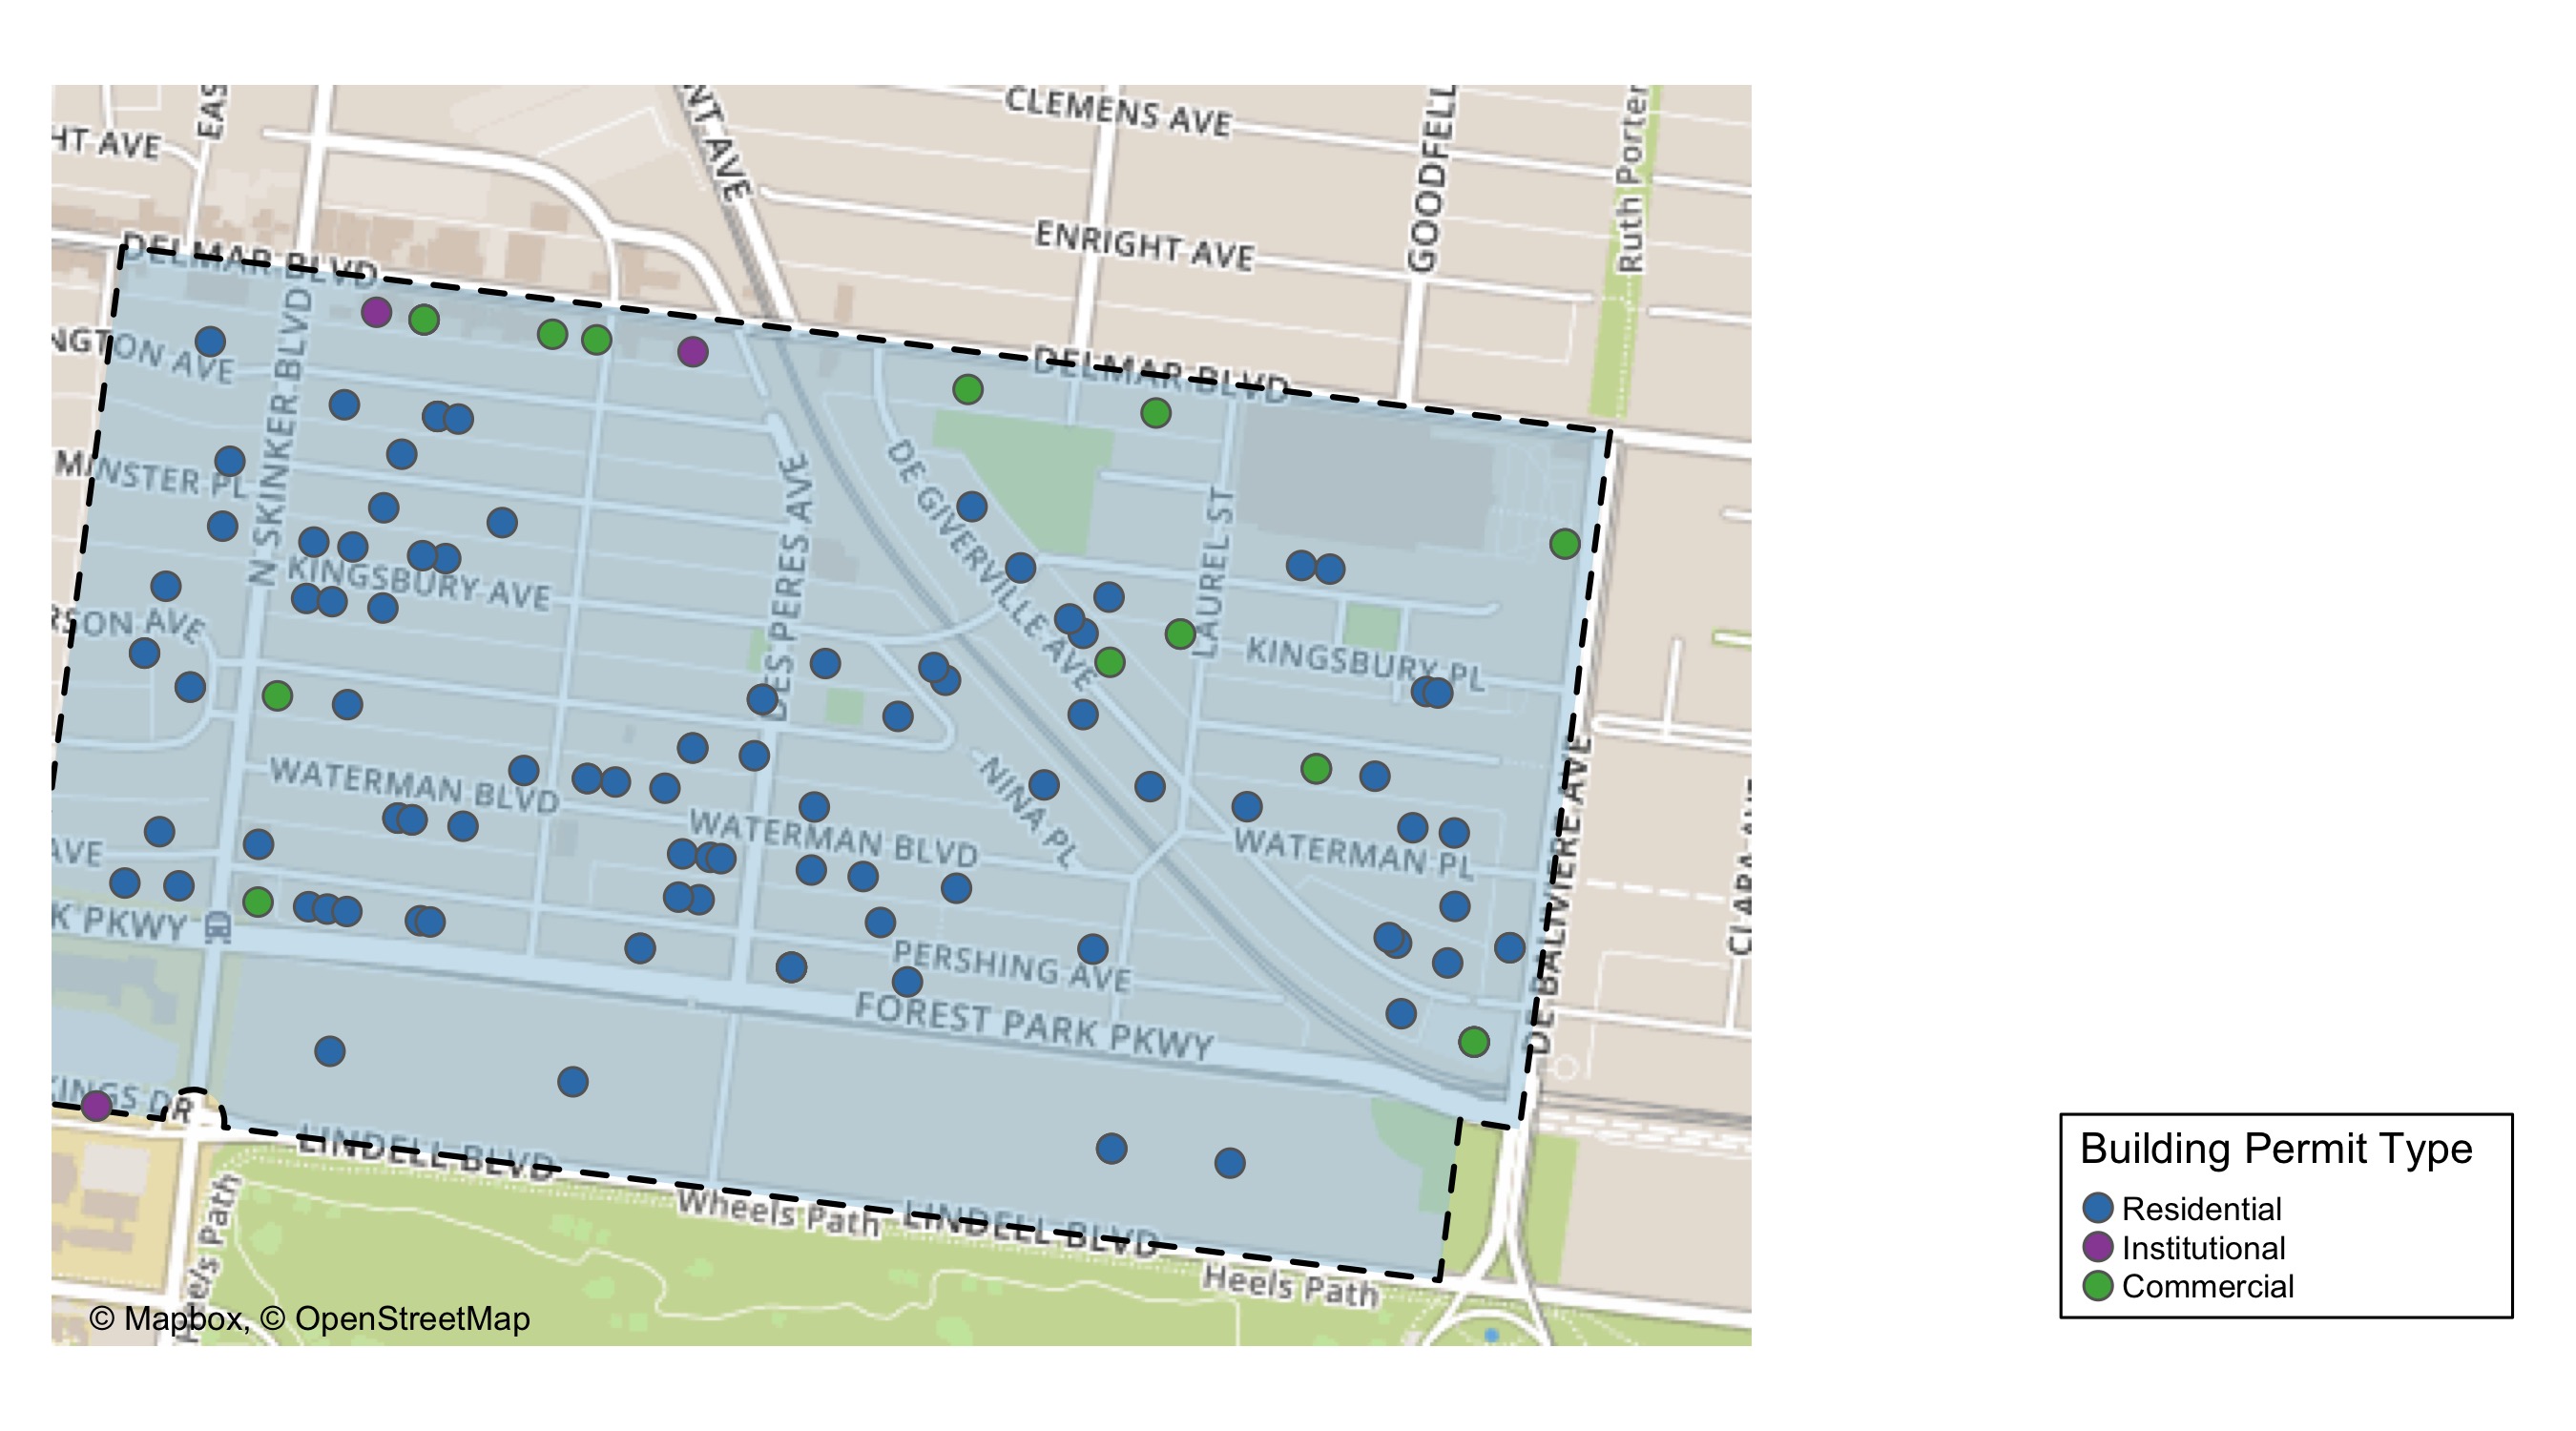 CLEMENS AVE
EAS
HT AVE
NT AVE
GOODFELL
Ruth Porter
ENRIGHT AVE
DELMAR BLVD
NGTON AVE
DELMAR BLVD
N SKINKER BLVD
MINSTER PL
DE GIVERVILLE AVE
DES PERES AVE
LAUREL ST
KINGSBURY AVE
RSON AVE
KINGSBURY PL
WATERMAN BLVD
NINA PL
WATERMAN BLVD
WATERMAN PL
AVE
DE BALIVIERE AVE
CLARA AVE
K PKWY
PERSHING AVE
FOREST PARK PKWY
KINGS DR
LINDELL BLVD
Wheels Path
LINDELL BLVD
Heels Path
Heels Path
© Mapbox, © OpenStreetMap
Building Permit Type
Residential
Institutional
Commercial